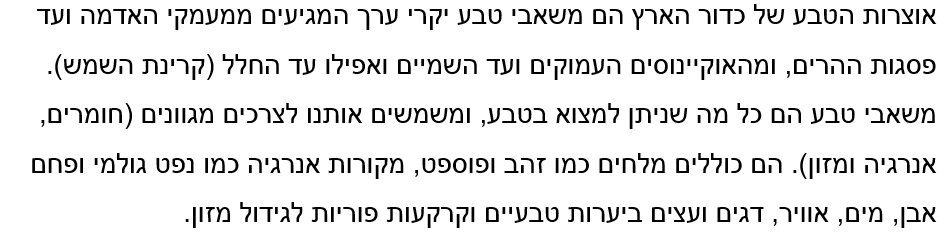 אוצרות הטבע של כדור הארץ הם משאבי טבע יקרי ערך המגיעים ממעמקי האדמה ועד
פסגות ההרים, ומהאוקיינוסים העמוקים ועד השמיים ואפילו עד החלל (קרינת השמש).
משאבי טבע הם כל מה שניתן למצוא בטבע, ומשמשים אותנו לצרכים מגוונים (חומרים,
אנרגיה ומזון). הם כוללים מלחים כמו זהב ופוספט, מקורות אנרגיה כמו נפט גולמי ופחם
אבן, מים, אוויר, דגים ועצים ביערות טבעיים וקרקעות פוריות לגידול מזון.